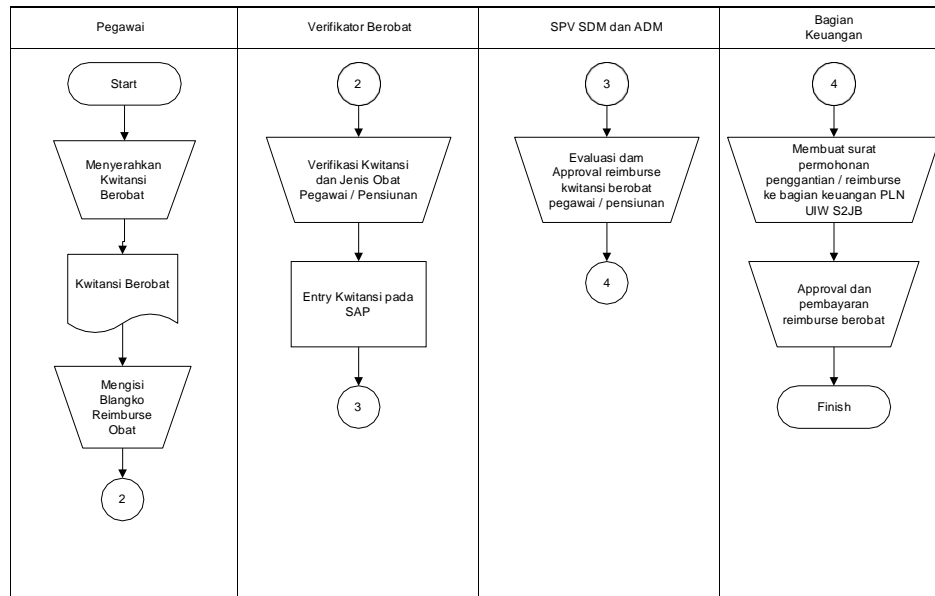 Pegawai
Verifikator Berobat
SPV SDM dan ADM
Bagian
Keuangan
Start
Menyerahkan
Kwitansi
Berobat
Kwitansi Berobat
Mengisi
Blangko
Reimburse
Obat
2
2
Verifikasi Kwitansi
dan Jenis Obat
Pegawai / Pensiunan
Entry Kwitansi pada
SAP
3
3
Evaluasi dam
Approval reimburse
kwitansi berobat
pegawai / pensiunan
4
4
Membuat surat
permohonan
penggantian / reimburse
ke bagian keuangan PLN
UIW S2JB
Approval dan
pembayaran
reimburse berobat
Finish